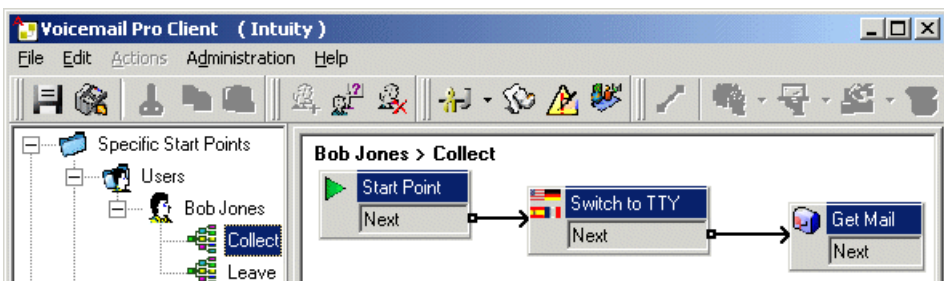 Voicemail Pro Client ( Intuity )
File Edit Actions Administration Help
Specific Start Points
Users
Bob Jones
Collect
Leave
Bob Jones > Collect
Start Point
Next
Switch to TTY
Next
Get Mail
Next